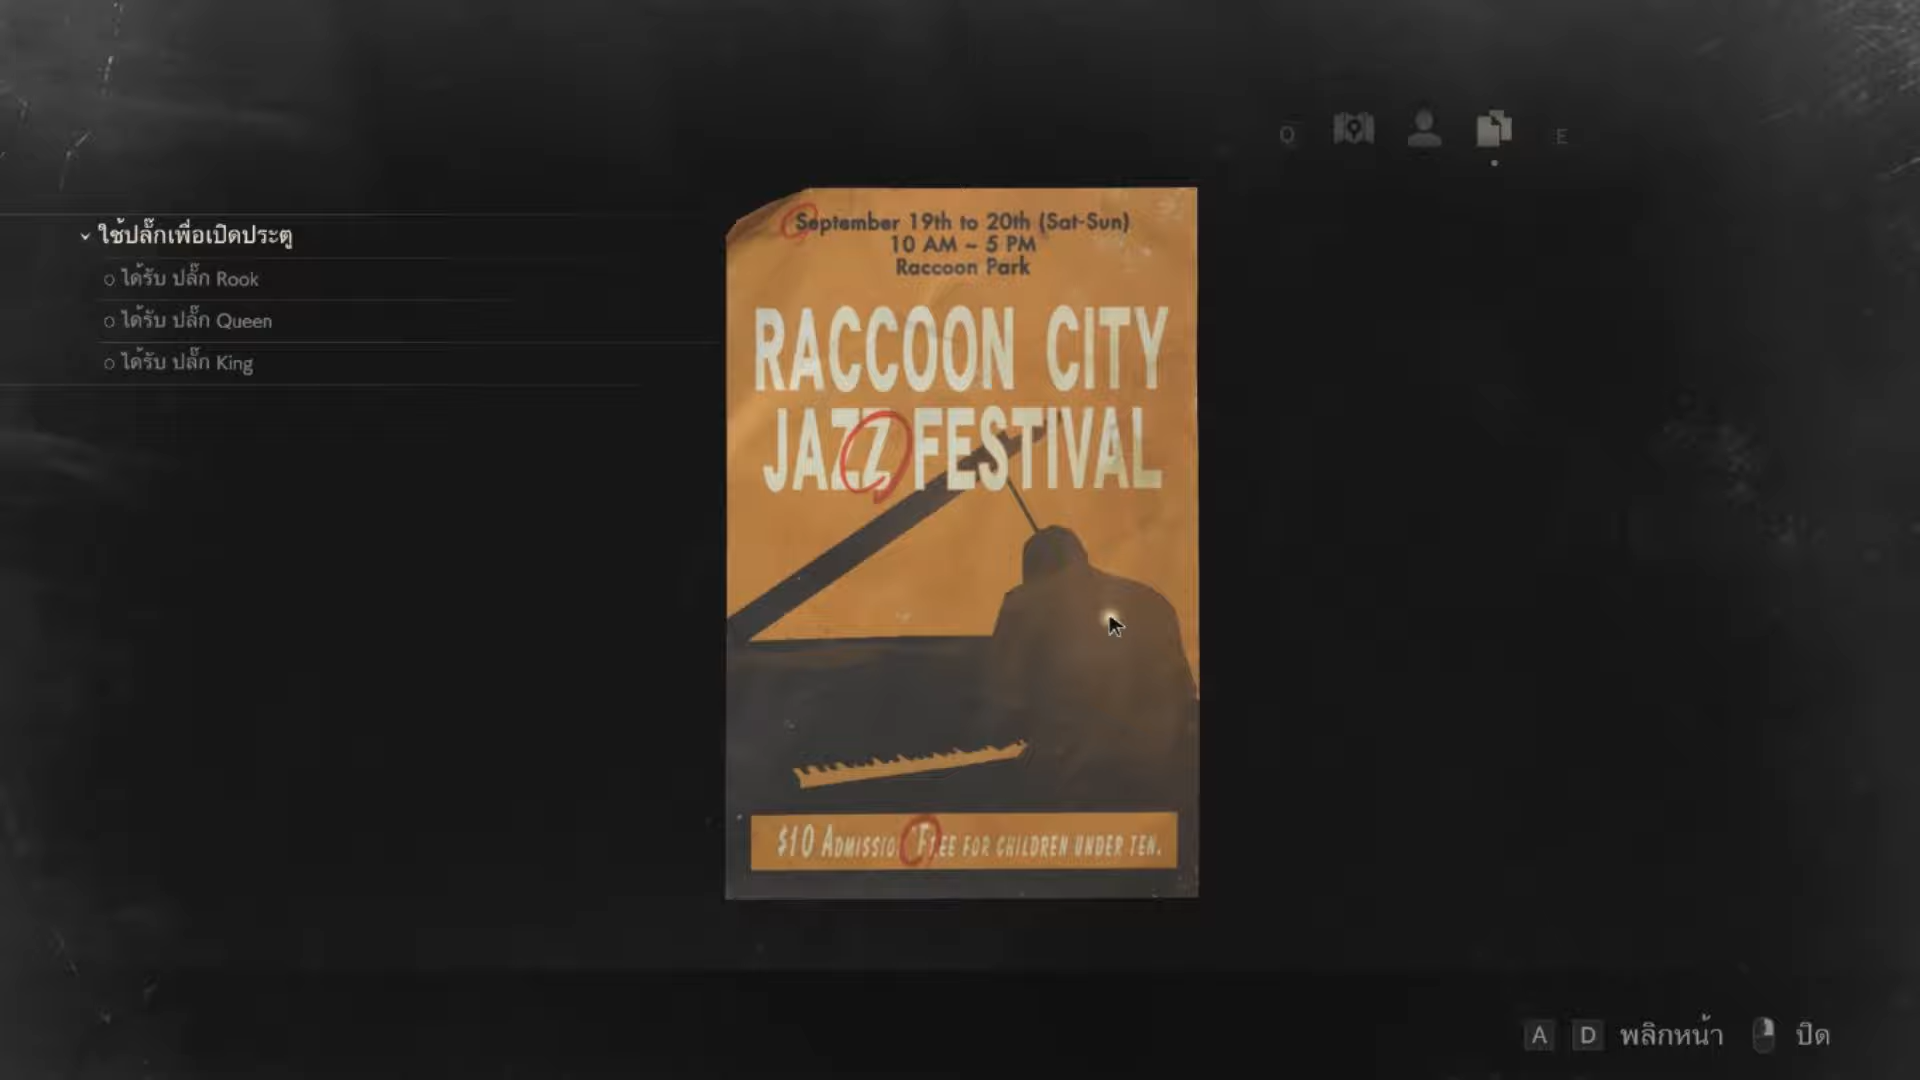 Q
E
ใช้ปลั๊กเพื่อเปิดประตู
ได้รับ ปลั๊ก Rook
ได้รับ ปลั๊ก Queen
ได้รับ ปลั๊ก King
September 19th to 20th (Sat-Sun)
10 AM ~ 5 PM
Raccoon Park
RACCOON CITY
JAZZ FESTIVAL
$10 ADMISSION FREE FOR CHILDREN UNDER TEN.
A D พลิกหน้า ปิด